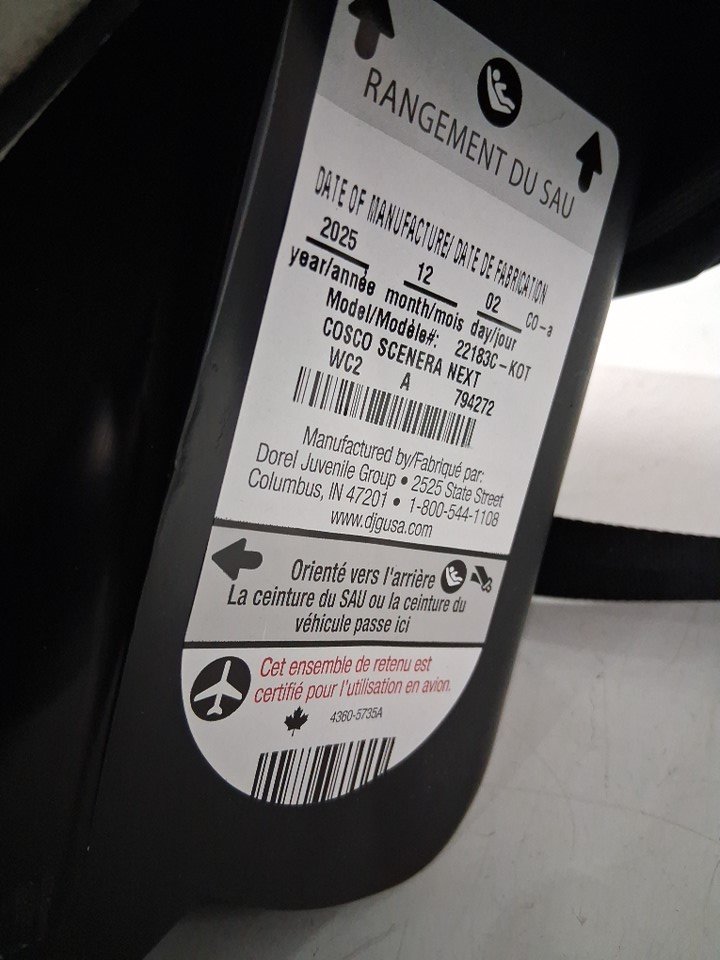 RANGEMENT DU SAU
DATE OF MANUFACTURE/ DATE DE FABRICATION
2025 12 02 CO-a
year/année month/mois day/jour
Model/Modèle#: 22183C-KOT
COSCO SCENERA NEXT
WC2 A 794272
Manufactured by/Fabriqué par:
Dorel Juvenile Group • 2525 State Street
Columbus, IN 47201 • 1-800-544-1108
www.djgusa.com
Orienté vers l'arrière
La ceinture du SAU ou la ceinture du
véhicule passe ici
Cet ensemble de retenu est
certifié pour l'utilisation en avion.
4360-5735A